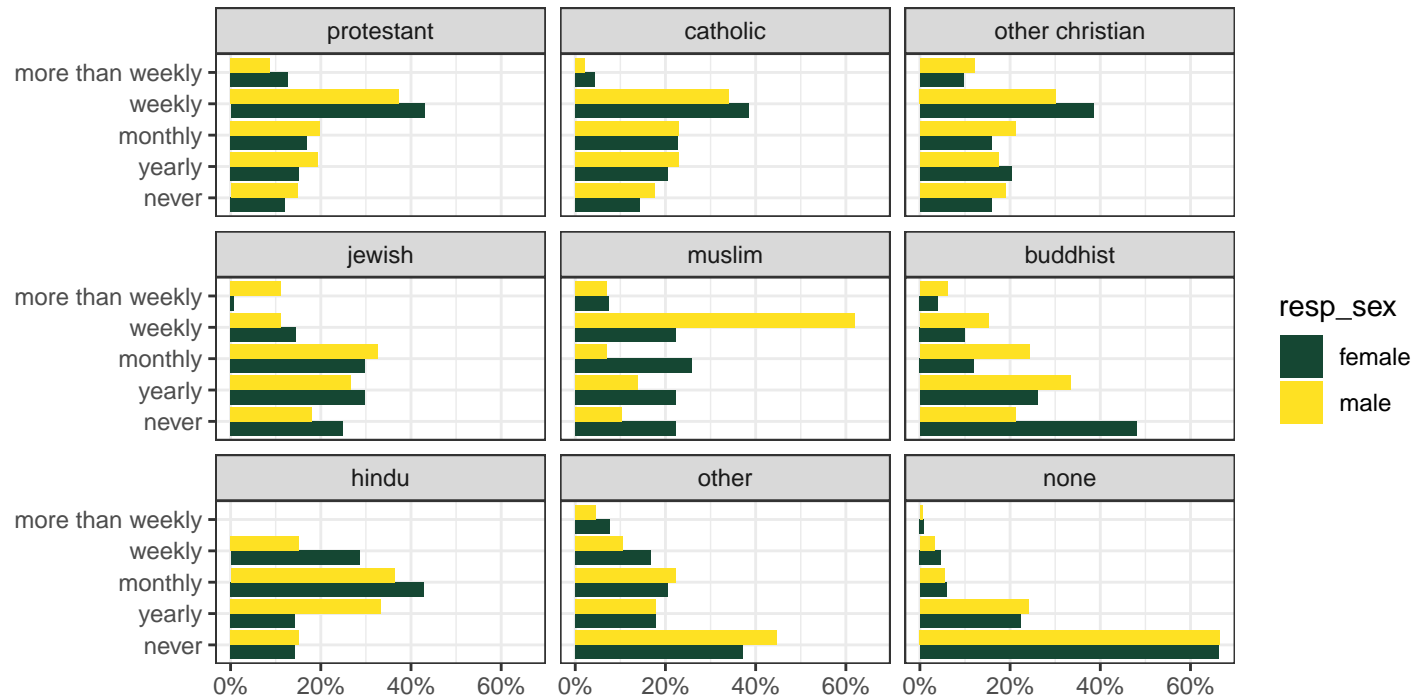 protestant catholic other christian
more than weekly
weekly
monthly
yearly
never
jewish muslim buddhist
more than weekly
weekly
monthly
yearly
never
resp_sex
female
male
hindu other none
more than weekly
weekly
monthly
yearly
never
0% 20% 40% 60% 0% 20% 40% 60% 0% 20% 40% 60%